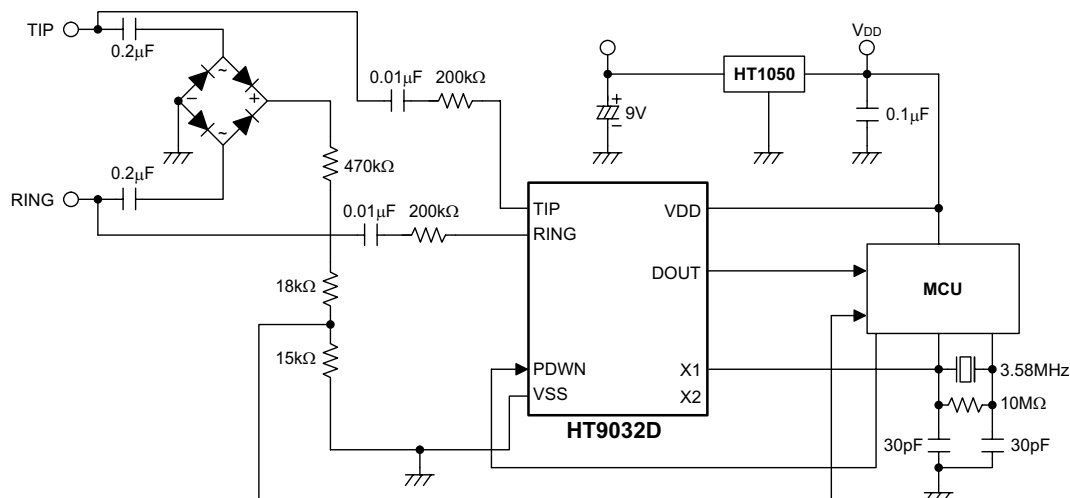 TIP
0.2μF
~
−
+
~
0.2μF
RING
0.01μF
200kΩ
470kΩ
0.01μF
200kΩ
18kΩ
15kΩ
+
−
9V
HT1050
VDD
0.1μF
TIP
RING
PDWN
VSS
VDD
DOUT
X1
X2
HT9032D
MCU
3.58MHz
10MΩ
30pF
30pF